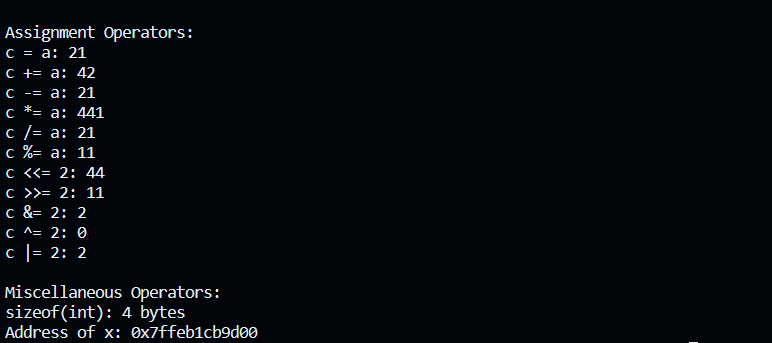 Assignment Operators:
c = a: 21
c += a: 42
c -= a: 21
c *= a: 441
c /= a: 21
c %= a: 11
c <<= 2: 44
c >>= 2: 11
c &= 2: 2
c ^= 2: 0
c |= 2: 2
Miscellaneous Operators:
sizeof(int): 4 bytes
Address of x: 0x7ffeb1cb9d00